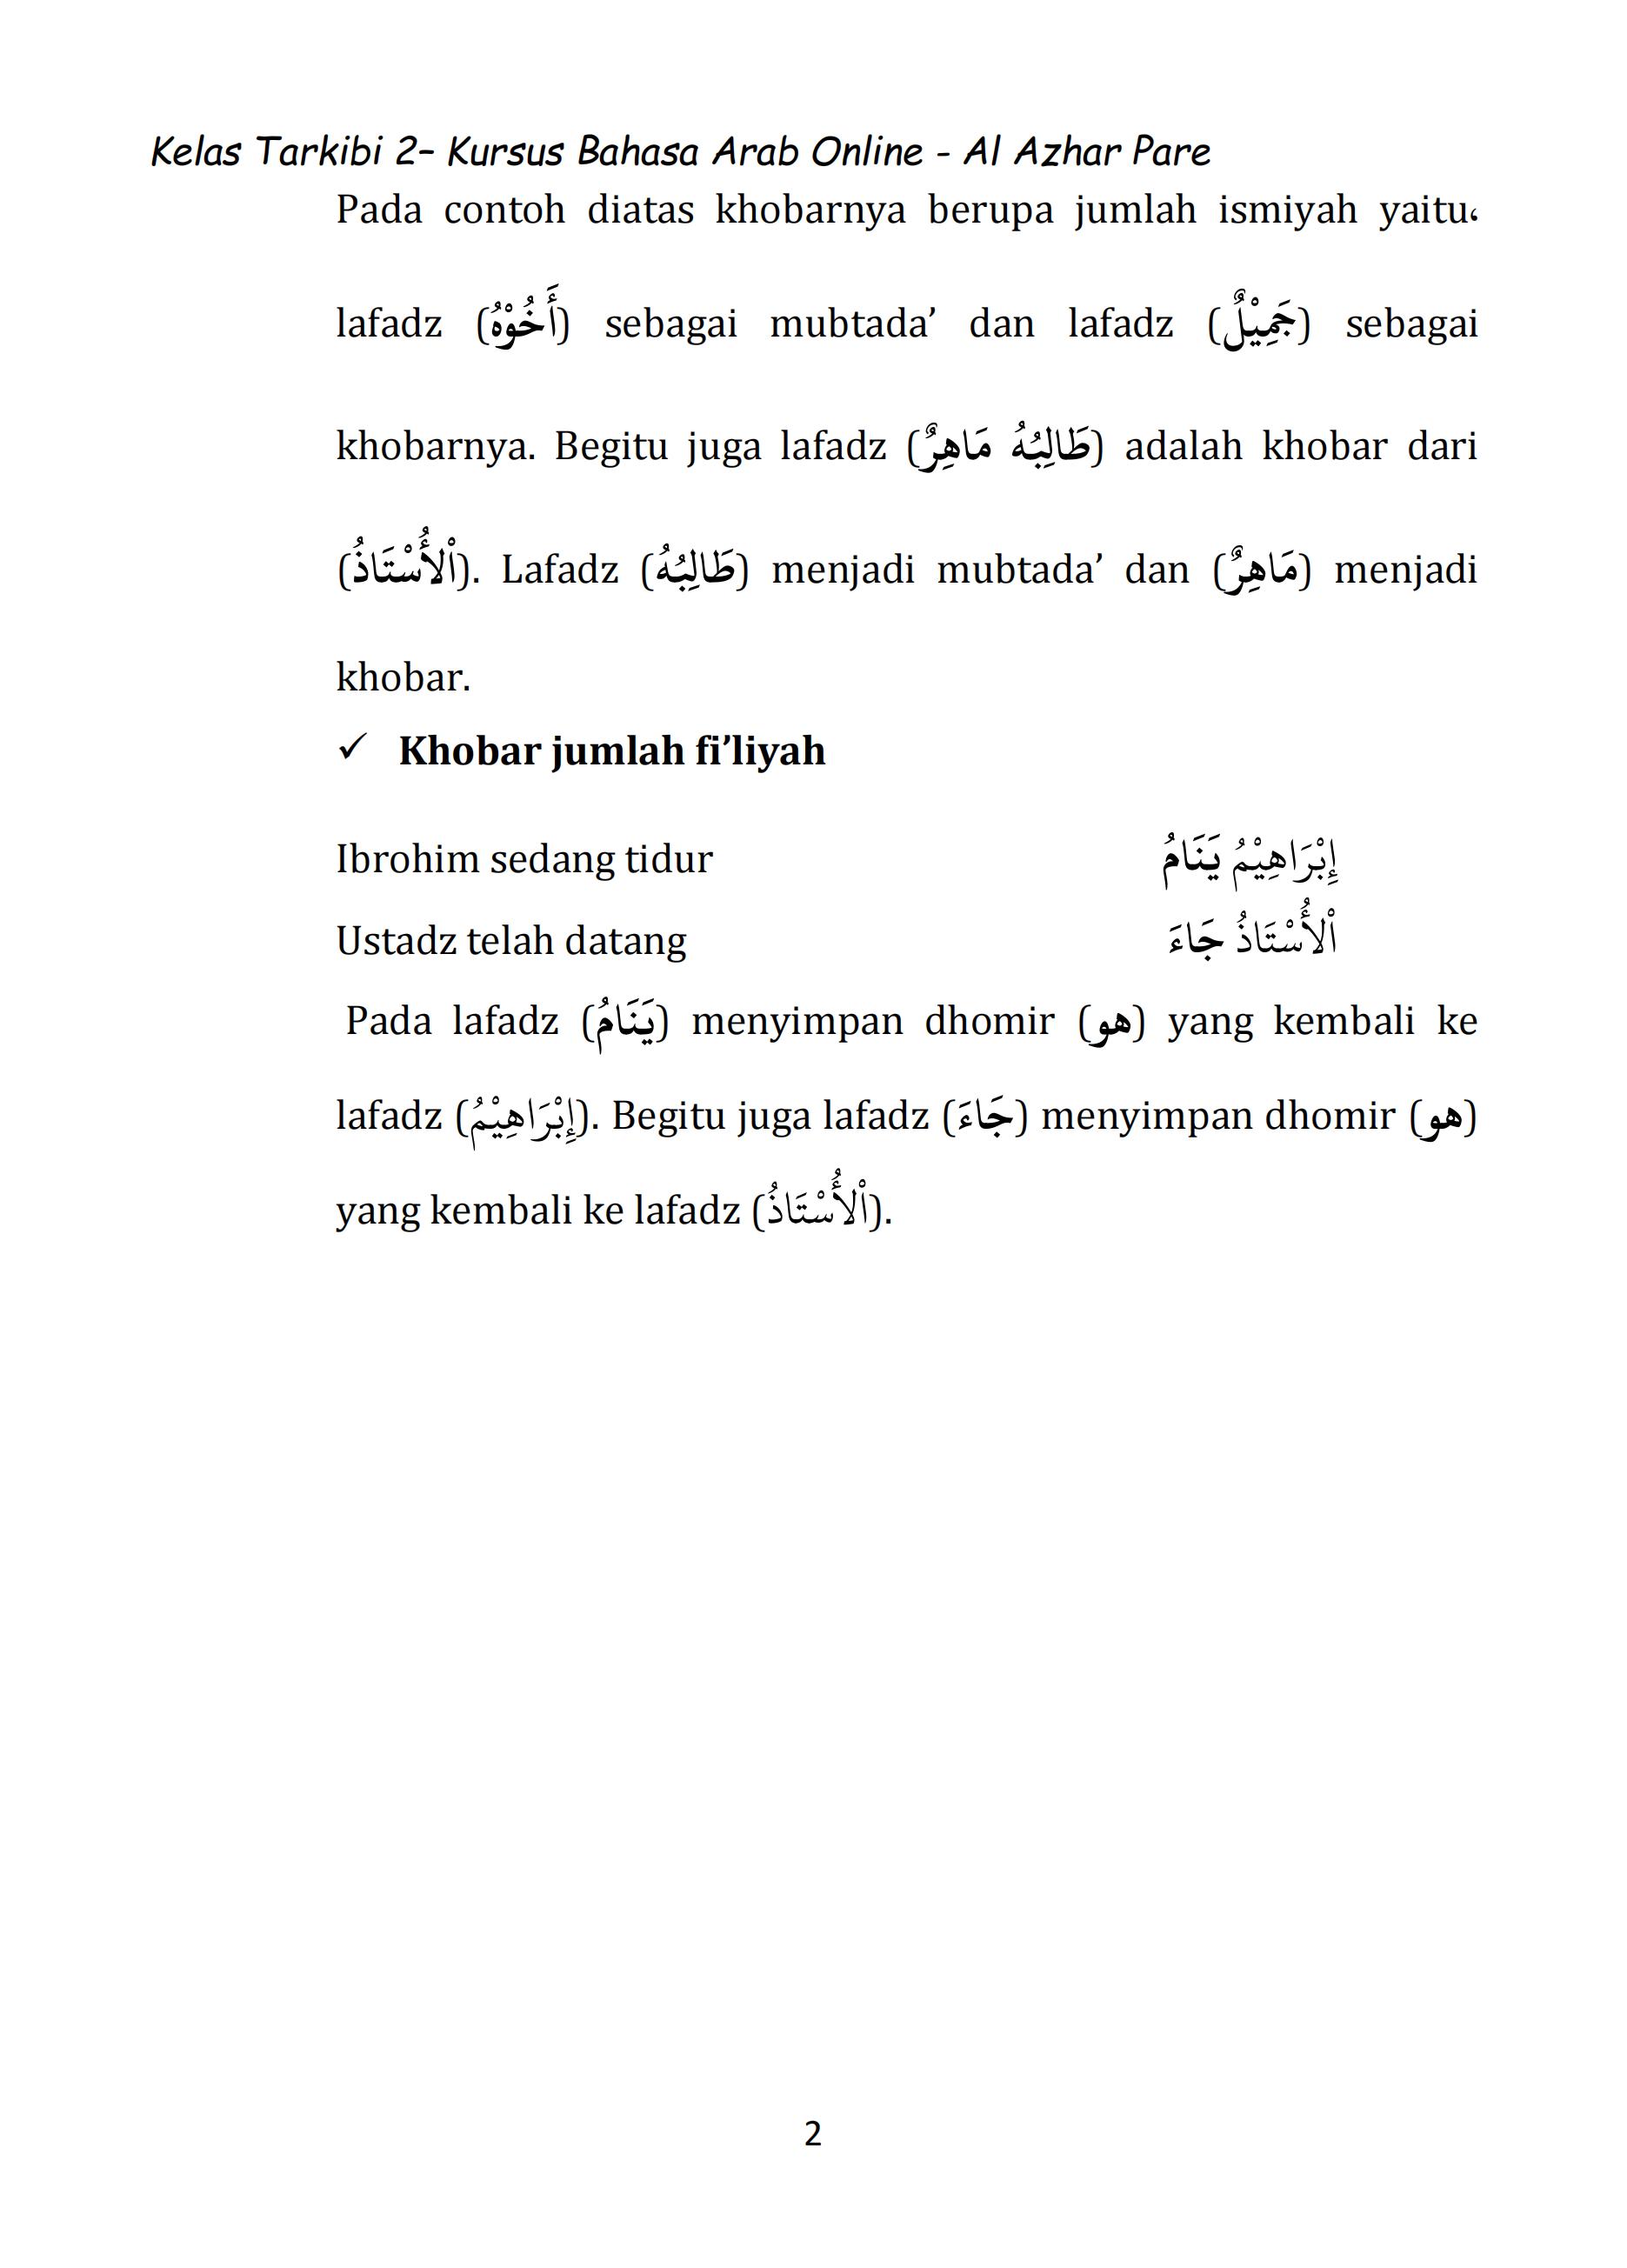 Kelas Tarkibi 2– Kursus Bahasa Arab Online - Al Azhar Pare
Pada contoh diatas khobarnya berupa jumlah ismiyah yaitu،
lafadz (أَخُوْهُ) sebagai mubtada’ dan lafadz (جَمِيْلٌ) sebagai
khobarnya. Begitu juga lafadz (طَالِبُهُ مَاهِرٌ) adalah khobar dari
(اْلأُسْتَاذُ). Lafadz (طَالِبُهُ) menjadi mubtada’ dan (مَاهِرٌ) menjadi
khobar.
✓ Khobar jumlah fi’liyah
Ibrohim sedang tidur إِبْرَاهِيْمُ يَنَامُ
Ustadz telah datang اْلأُسْتَاذُ جَاءَ
Pada lafadz (يَنَامُ) menyimpan dhomir (هو) yang kembali ke
lafadz (إِبْرَاهِيْمُ). Begitu juga lafadz (جَاءَ) menyimpan dhomir (هو)
yang kembali ke lafadz (اْلأُسْتَاذُ).
2